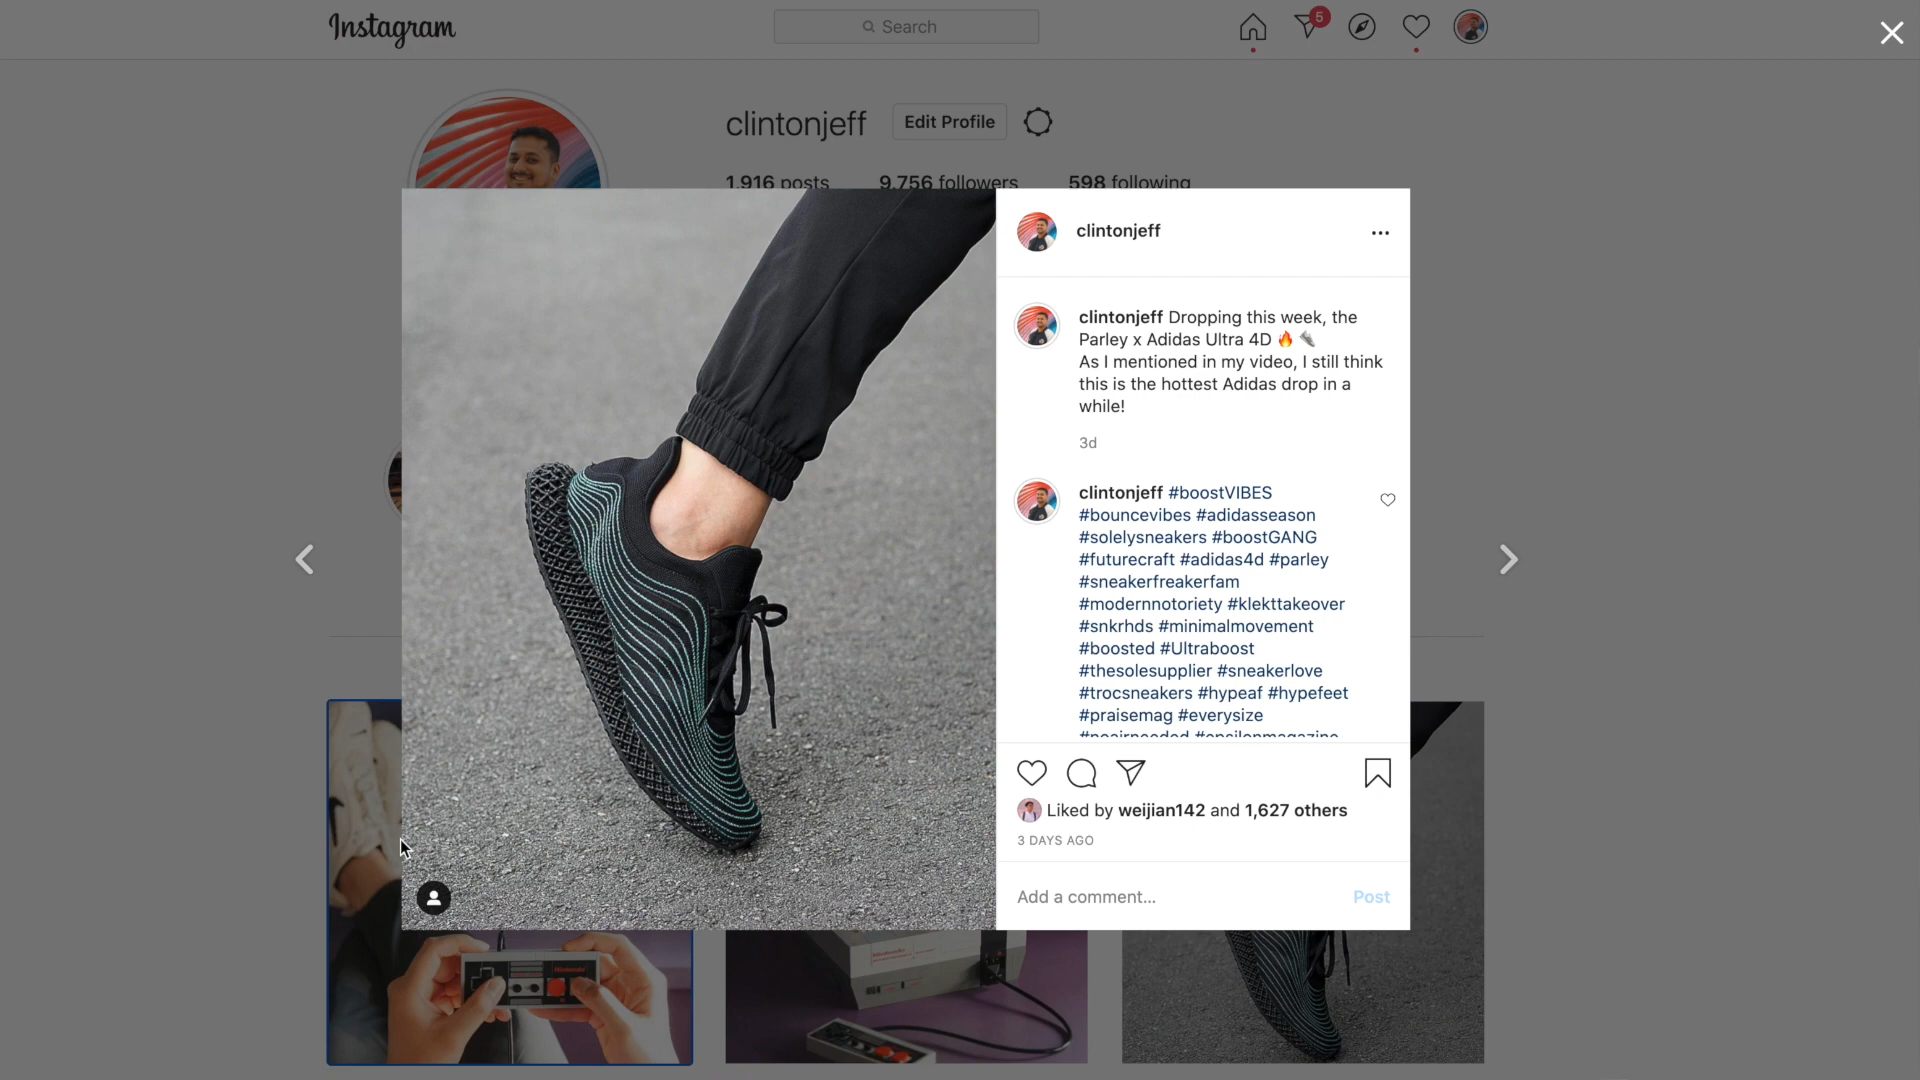 Instagram
Search
5
clintonjeff
Edit Profile
1,916 posts
9,756 followers
598 following
clintonjeff
clintonjeff Dropping this week, the
Parley x Adidas Ultra 4D 🔥 👟
As I mentioned in my video, I still think
this is the hottest Adidas drop in a
while!
3d
clintonjeff #boostVIBES
#bouncevibes #adidasseason
#solelysneakers #boostGANG
#futurecraft #adidas4d #parley
#sneakerfreakerfam
#modernnotoriety #klekttakeover
#snkrhds #minimalmovement
#boosted #Ultraboost
#thesolesupplier #sneakerlove
#trocsneakers #hypeaf #hypefeet
#praisemag #everysize
#noairneeded #epsilonmagazine
Liked by weijian142 and 1,627 others
3 DAYS AGO
Add a comment...
Post
Nintendo